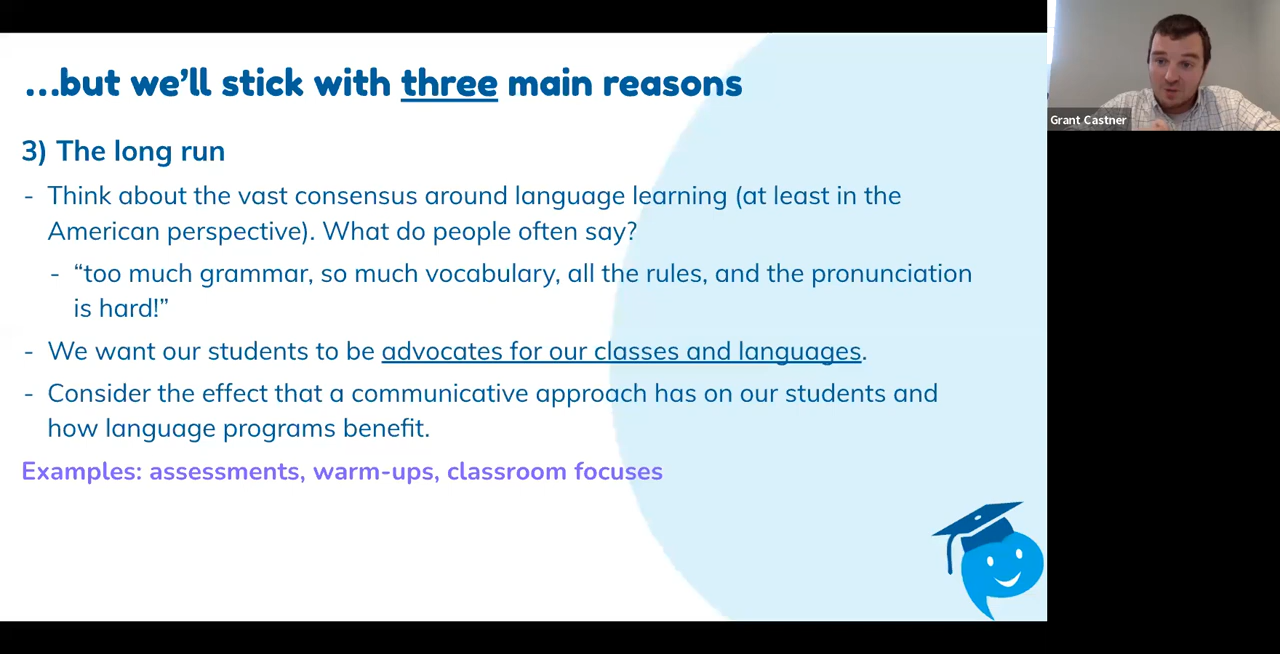 ...but we'll stick with three main reasons
Grant Castner
3) The long run
- Think about the vast consensus around language learning (at least in the
American perspective). What do people often say?
- “too much grammar, so much vocabulary, all the rules, and the pronunciation
is hard!”
- We want our students to be advocates for our classes and languages.
- Consider the effect that a communicative approach has on our students and
how language programs benefit.
Examples: assessments, warm-ups, classroom focuses